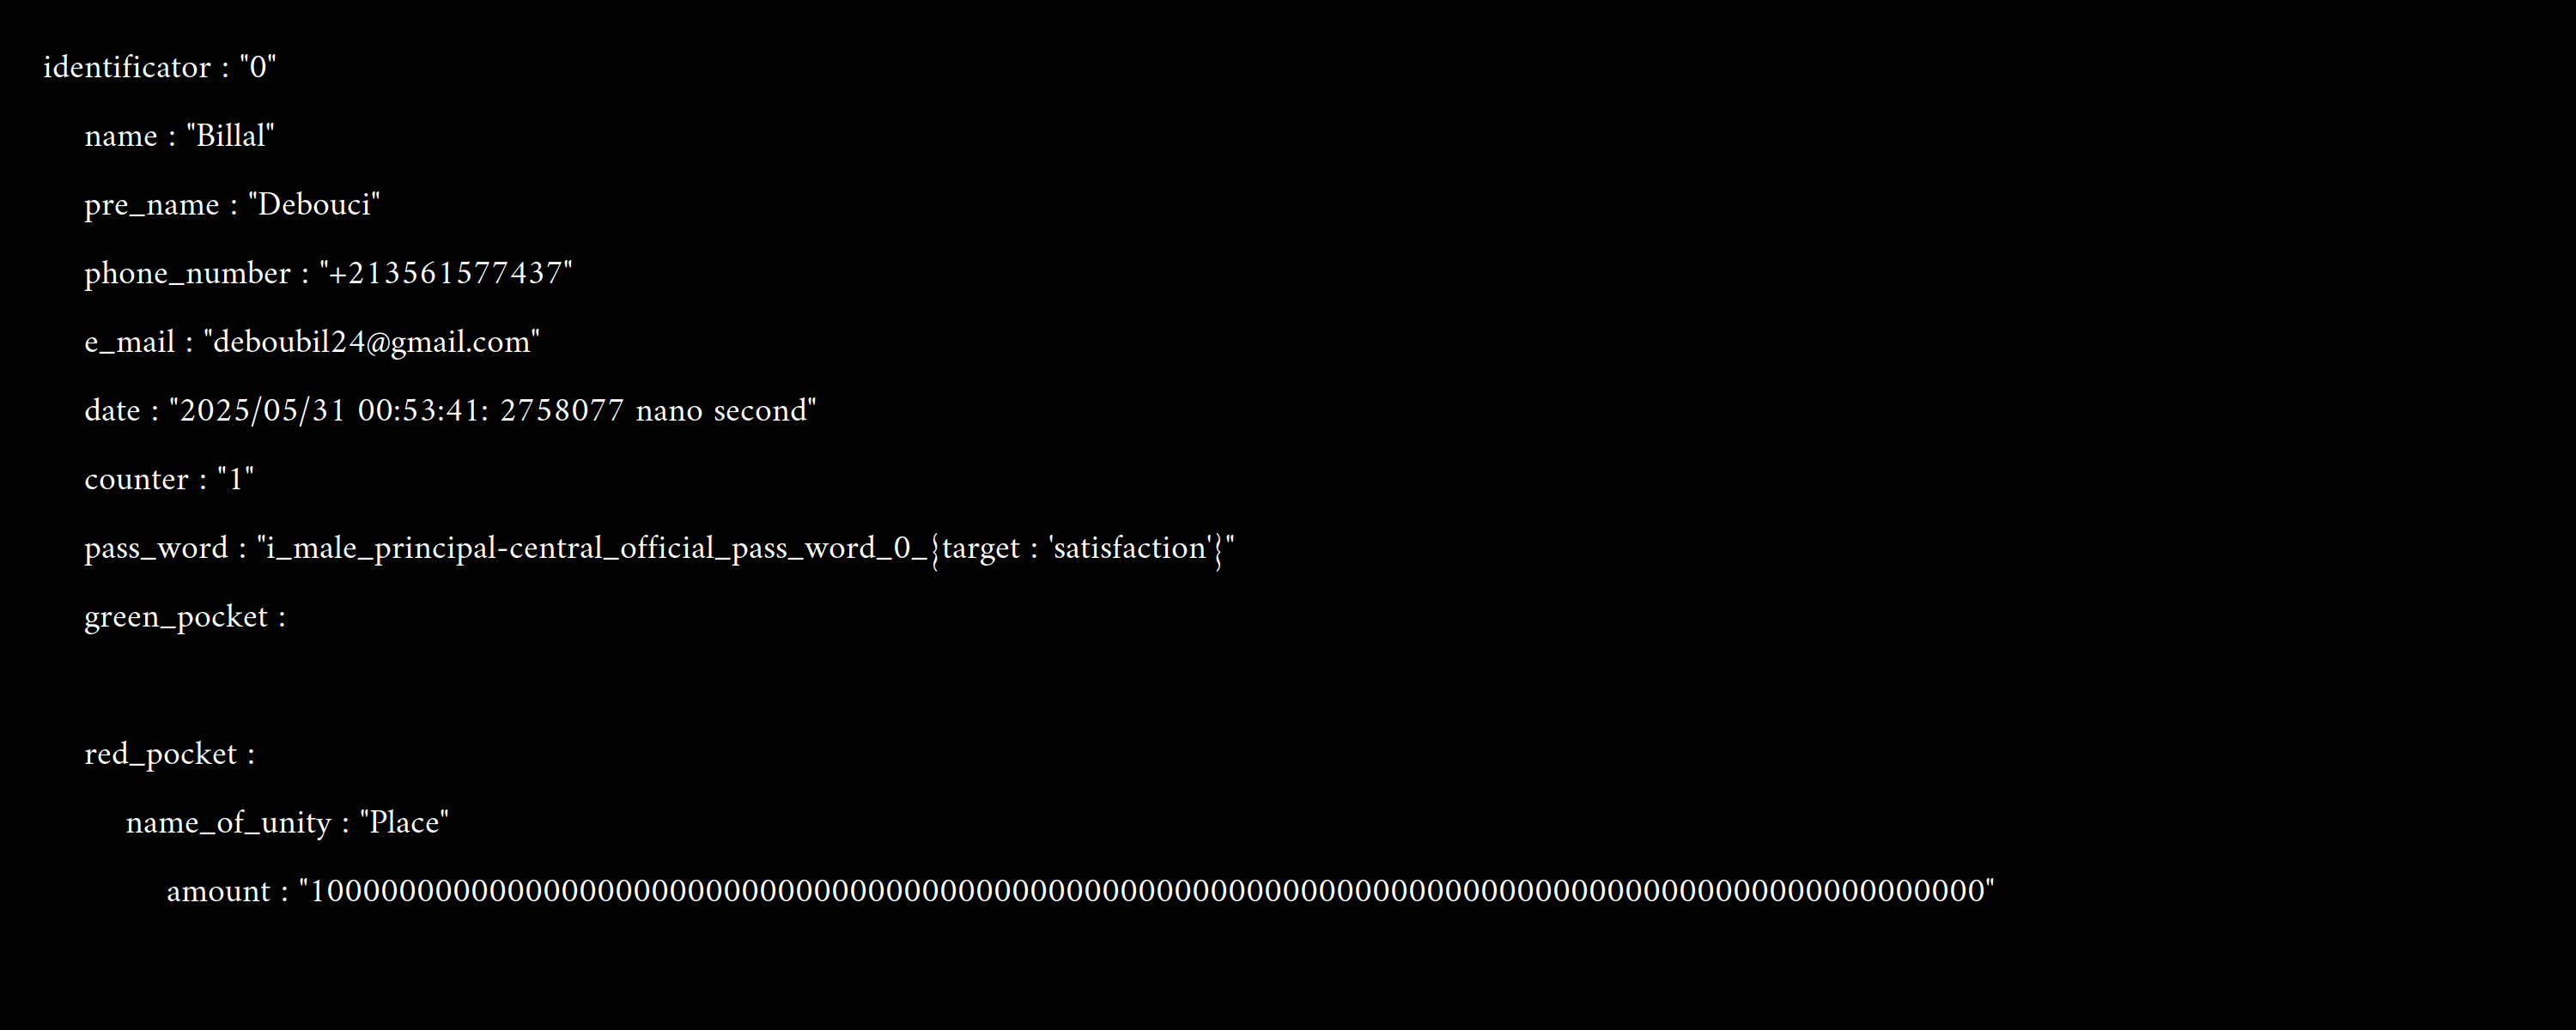 identificator : "0"
name : "Billal"
pre_name : "Debouci"
phone_number : "+213561577437"
e_mail : "deboubil24@gmail.com"
date : "2025/05/31 00:53:41: 2758077 nano second"
counter : "1"
pass_word : "i_male_principal-central_official_pass_word_0_{target : 'satisfaction'}"
green_pocket :
red_pocket :
name_of_unity : "Place"
amount : "100000000000000000000000000000000000000000000000000000000000000000000000000000000000000000000"